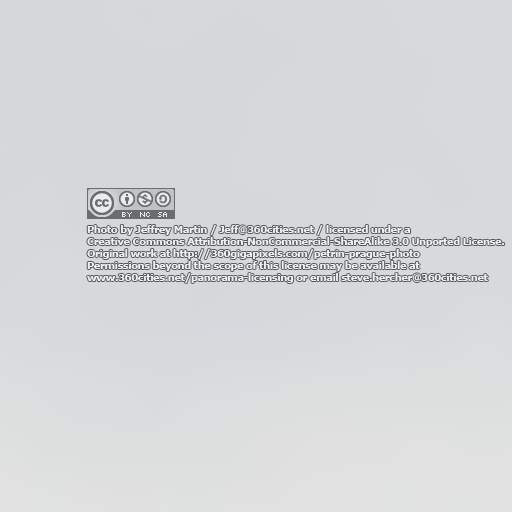 cc
BY NC SA
Photo by Jeffrey Martin / Jeff@360cities.net / licensed under a
Creative Commons Attribution-NonCommercial-ShareAlike 3.0 Unported License.
Original work at http://360gigapixels.com/petrin-prague-photo
Permissions beyond the scope of this license may be available at
www.360cities.net/panorama-licensing or email steve.hercher@360cities.net